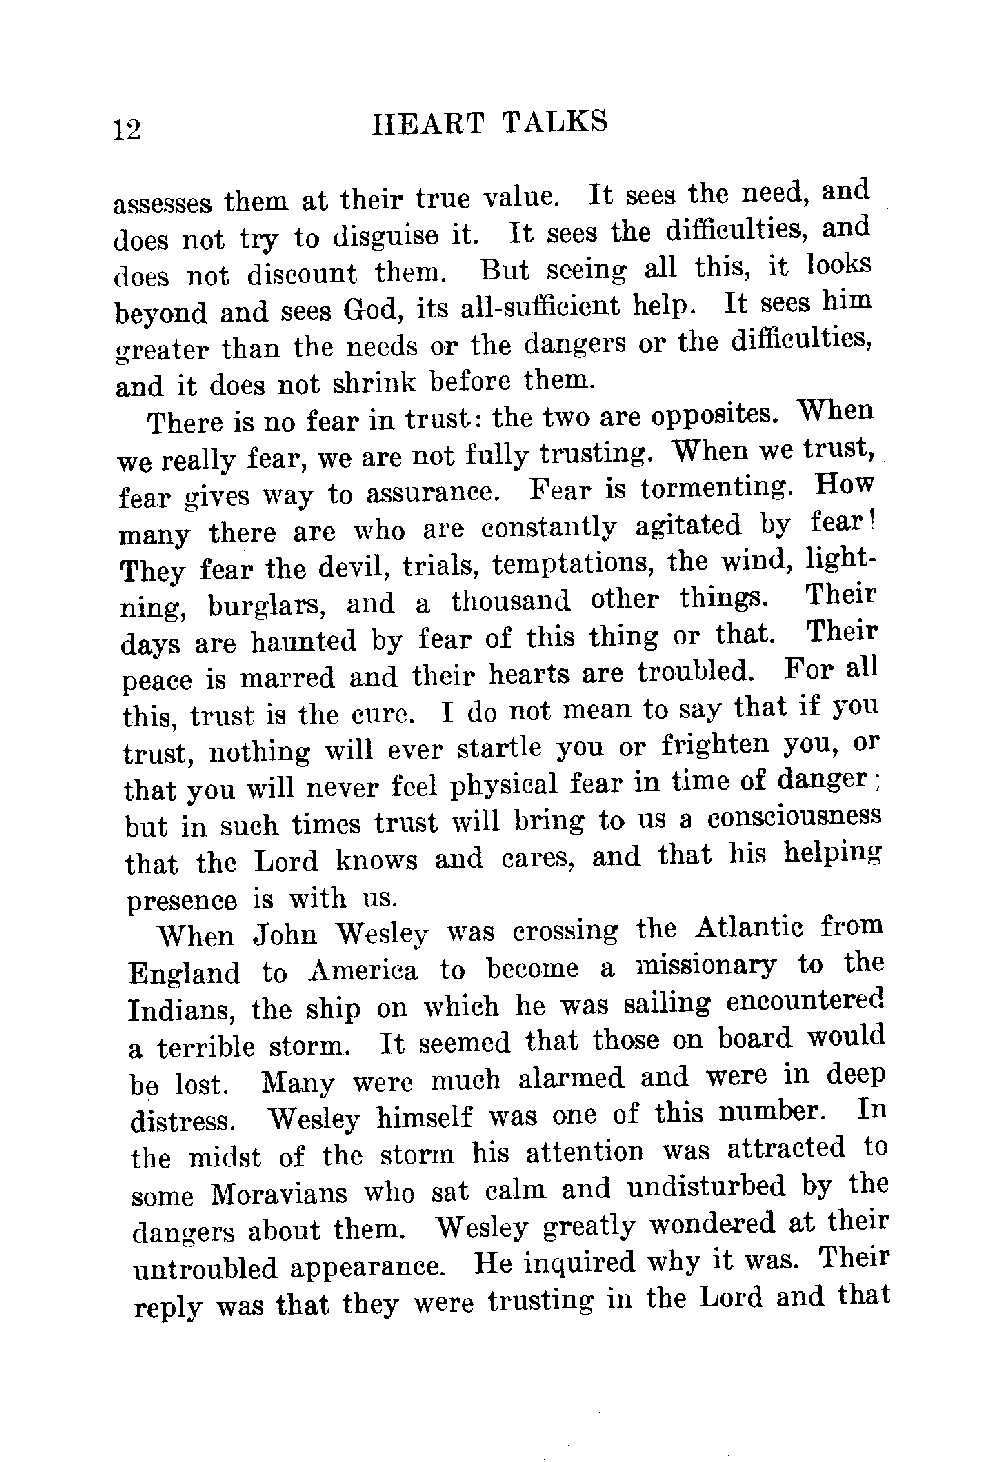 12 HEART TALKS
assesses them at their true value. It sees the need, and
does not try to disguise it. It sees the difficulties, and
does not discount them. But seeing all this, it looks
beyond and sees God, its all-sufficient help. It sees him
greater than the needs or the dangers or the difficulties,
and it does not shrink before them.
There is no fear in trust: the two are opposites. When
we really fear, we are not fully trusting. When we trust,
fear gives way to assurance. Fear is tormenting. How
many there are who are constantly agitated by fear!
They fear the devil, trials, temptations, the wind, light-
ning, burglars, and a thousand other things. Their
days are haunted by fear of this thing or that. Their
peace is marred and their hearts are troubled. For all
this, trust is the cure. I do not mean to say that if you
trust, nothing will ever startle you or frighten you, or
that you will never feel physical fear in time of danger;
but in such times trust will bring to us a consciousness
that the Lord knows and cares, and that his helping
presence is with us.
When John Wesley was crossing the Atlantic from
England to America to become a missionary to the
Indians, the ship on which he was sailing encountered
a terrible storm. It seemed that those on board would
be lost. Many were much alarmed and were in deep
distress. Wesley himself was one of this number. In
the midst of the storm his attention was attracted to
some Moravians who sat calm and undisturbed by the
dangers about them. Wesley greatly wondered at their
untroubled appearance. He inquired why it was. Their
reply was that they were trusting in the Lord and that